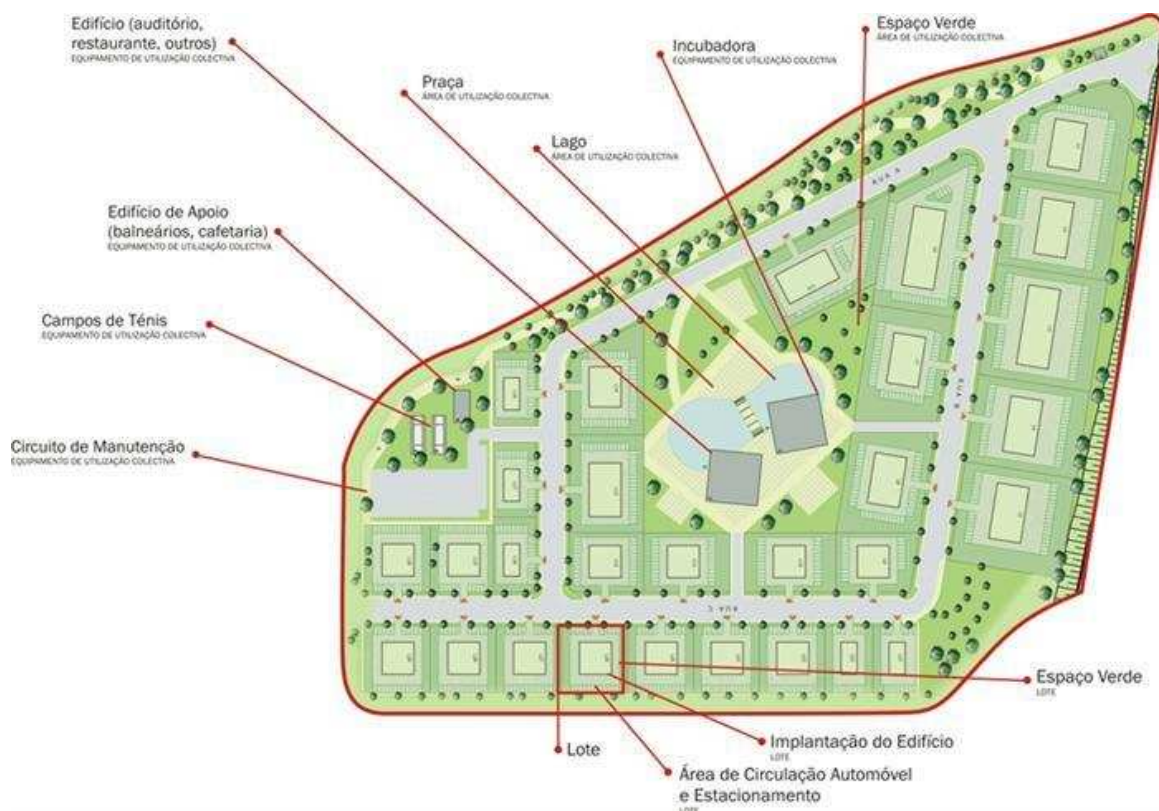 Edifício (auditório,
restaurante, outros)
EQUIPAMENTO DE UTILIZAÇÃO COLECTIVA
Praça
ÁREA DE UTILIZAÇÃO COLECTIVA
Incubadora
EQUIPAMENTO DE UTILIZAÇÃO COLECTIVA
Espaço Verde
ÁREA DE UTILIZAÇÃO COLECTIVA
Lago
ÁREA DE UTILIZAÇÃO COLECTIVA
Edifício de Apoio
(balneários, cafetaria)
EQUIPAMENTO DE UTILIZAÇÃO COLECTIVA
Campos de Ténis
EQUIPAMENTO DE UTILIZAÇÃO COLECTIVA
Circuito de Manutenção
EQUIPAMENTO DE UTILIZAÇÃO COLECTIVA
RUA A
RUA B
RUA C
Espaço Verde
LOTE
Implantação do Edifício
LOTE
Lote
Área de Circulação Automóvel
e Estacionamento
LOTE